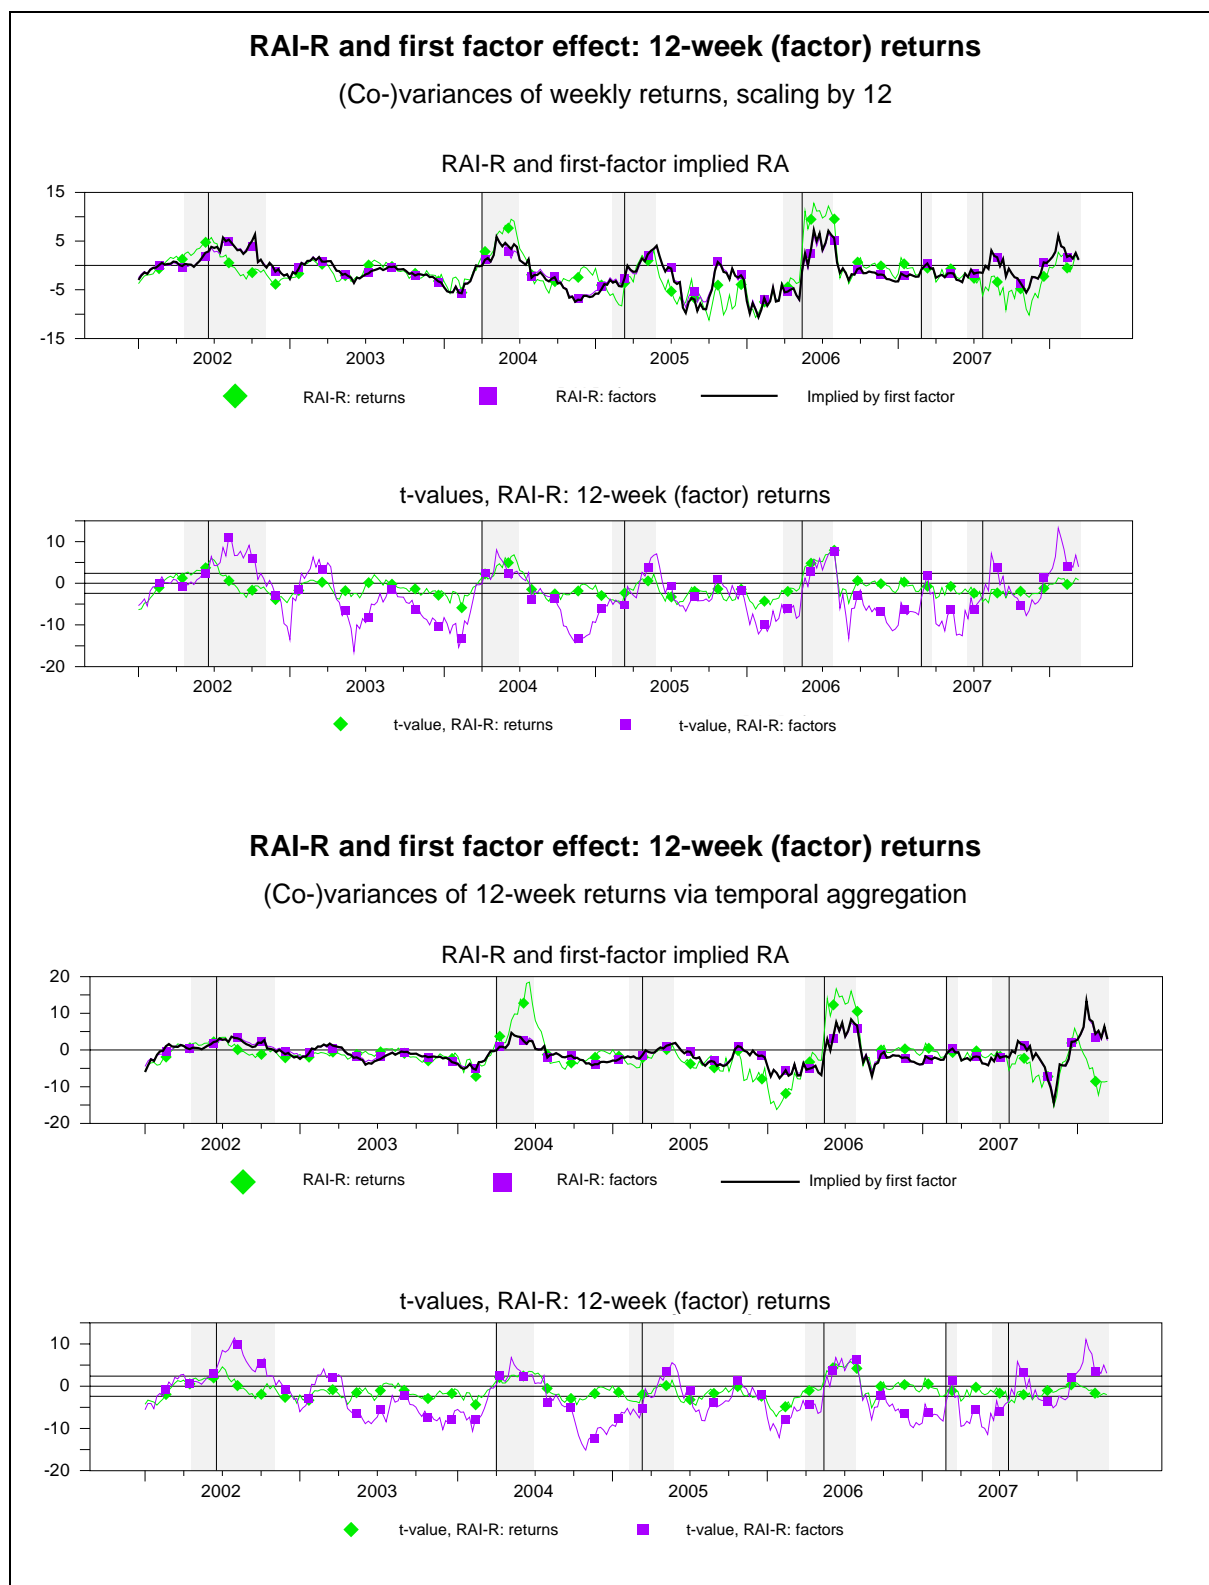 RAI-R and first factor effect: 12-week (factor) returns
(Co-)variances of weekly returns, scaling by 12
RAI-R and first-factor implied RA
15
5
-5
-15
2002 2003 2004 2005 2006 2007
RAI-R: returns RAI-R: factors Implied by first factor
t-values, RAI-R: 12-week (factor) returns
10
0
-10
-20
2002 2003 2004 2005 2006 2007
t-value, RAI-R: returns t-value, RAI-R: factors
RAI-R and first factor effect: 12-week (factor) returns
(Co-)variances of 12-week returns via temporal aggregation
RAI-R and first-factor implied RA
20
10
0
-10
-20
2002 2003 2004 2005 2006 2007
RAI-R: returns RAI-R: factors Implied by first factor
t-values, RAI-R: 12-week (factor) returns
10
0
-10
-20
2002 2003 2004 2005 2006 2007
t-value, RAI-R: returns t-value, RAI-R: factors